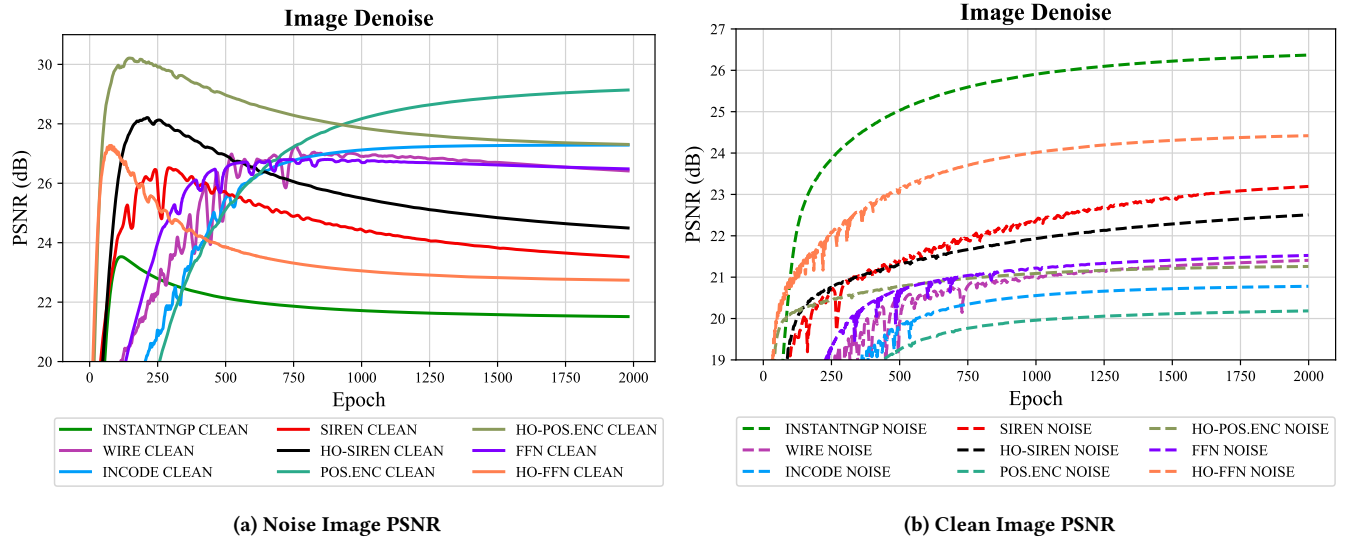 Image Denoise
30
28
26
24
22
20
PSNR (dB)
0 250 500 750 1000 1250 1500 1750 2000
Epoch
INSTANTNGP CLEAN SIREN CLEAN HO-POS.ENC CLEAN
WIRE CLEAN HO-SIREN CLEAN FFN CLEAN
INCODE CLEAN POS.ENC CLEAN HO-FFN CLEAN
(a) Noise Image PSNR
Image Denoise
27
26
25
24
23
22
21
20
19
PSNR (dB)
0 250 500 750 1000 1250 1500 1750 2000
Epoch
INSTANTNGP NOISE SIREN NOISE HO-POS.ENC NOISE
WIRE NOISE HO-SIREN NOISE FFN NOISE
INCODE NOISE POS.ENC NOISE HO-FFN NOISE
(b) Clean Image PSNR